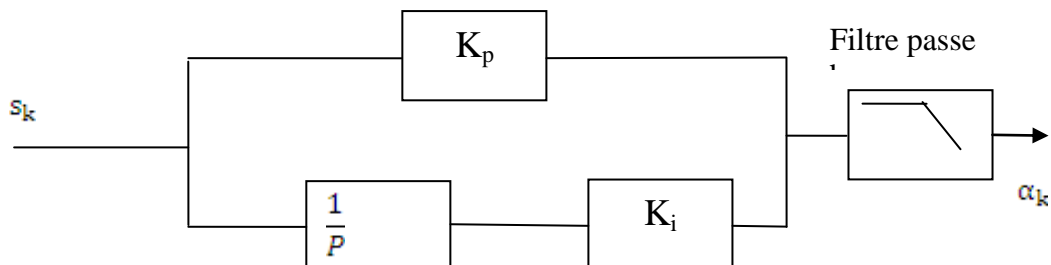 K_p
Filtre passe
s_k
1
P
K_i
α_k